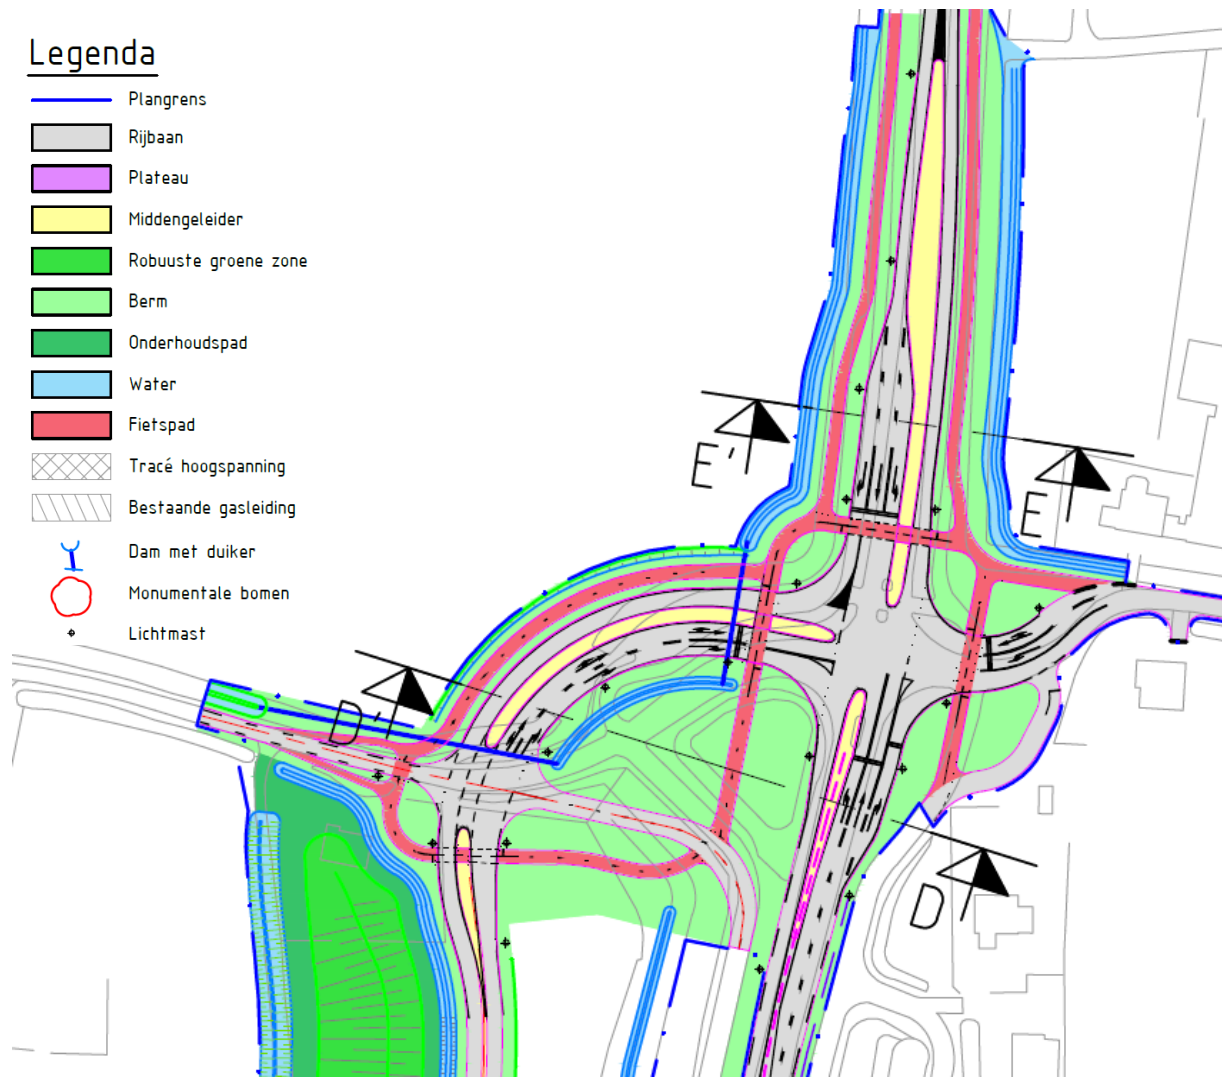 Legenda
Plangrens
Rijbaan
Plateau
Middengeleider
Robuuste groene zone
Berm
Onderhoudspad
Water
Fietspad
Tracé hoogspanning
Bestaande gasleiding
Dam met duiker
Monumentale bomen
Lichtmast
E'
E
D'
D